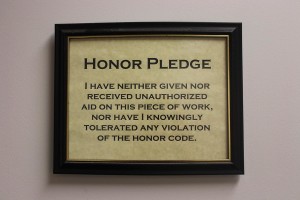 HONOR PLEDGE
I HAVE NEITHER GIVEN NOR
RECEIVED UNAUTHORIZED
AID ON THIS PIECE OF WORK,
NOR HAVE I KNOWINGLY
TOLERATED ANY VIOLATION
OF THE HONOR CODE.